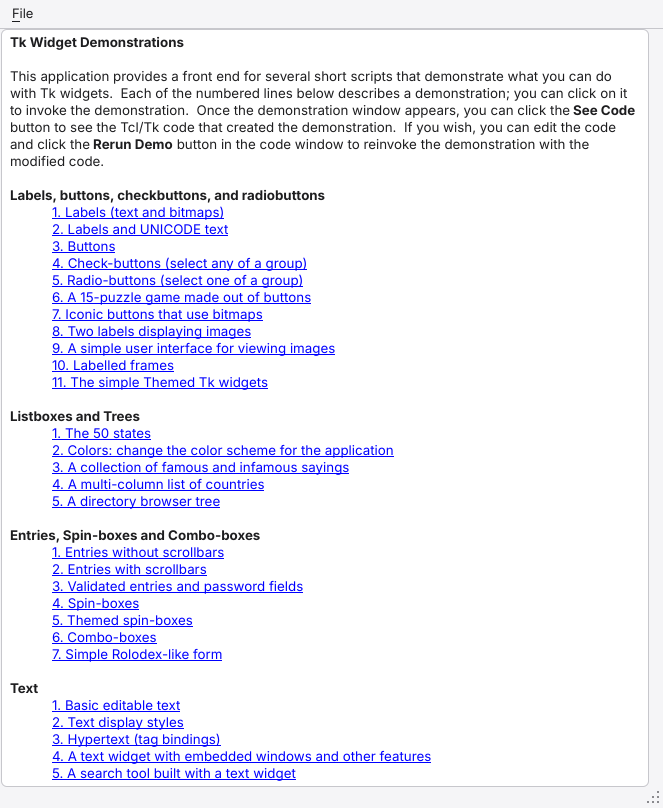 File
Tk Widget Demonstrations
This application provides a front end for several short scripts that demonstrate what you can do
with Tk widgets.  Each of the numbered lines below describes a demonstration; you can click on it
to invoke the demonstration.  Once the demonstration window appears, you can click the See Code
button to see the Tcl/Tk code that created the demonstration.  If you wish, you can edit the code
and click the Rerun Demo button in the code window to reinvoke the demonstration with the
modified code.
Labels, buttons, checkbuttons, and radiobuttons
1. Labels (text and bitmaps)
2. Labels and UNICODE text
3. Buttons
4. Check-buttons (select any of a group)
5. Radio-buttons (select one of a group)
6. A 15-puzzle game made out of buttons
7. Iconic buttons that use bitmaps
8. Two labels displaying images
9. A simple user interface for viewing images
10. Labelled frames
11. The simple Themed Tk widgets
Listboxes and Trees
1. The 50 states
2. Colors: change the color scheme for the application
3. A collection of famous and infamous sayings
4. A multi-column list of countries
5. A directory browser tree
Entries, Spin-boxes and Combo-boxes
1. Entries without scrollbars
2. Entries with scrollbars
3. Validated entries and password fields
4. Spin-boxes
5. Themed spin-boxes
6. Combo-boxes
7. Simple Rolodex-like form
Text
1. Basic editable text
2. Text display styles
3. Hypertext (tag bindings)
4. A text widget with embedded windows and other features
5. A search tool built with a text widget